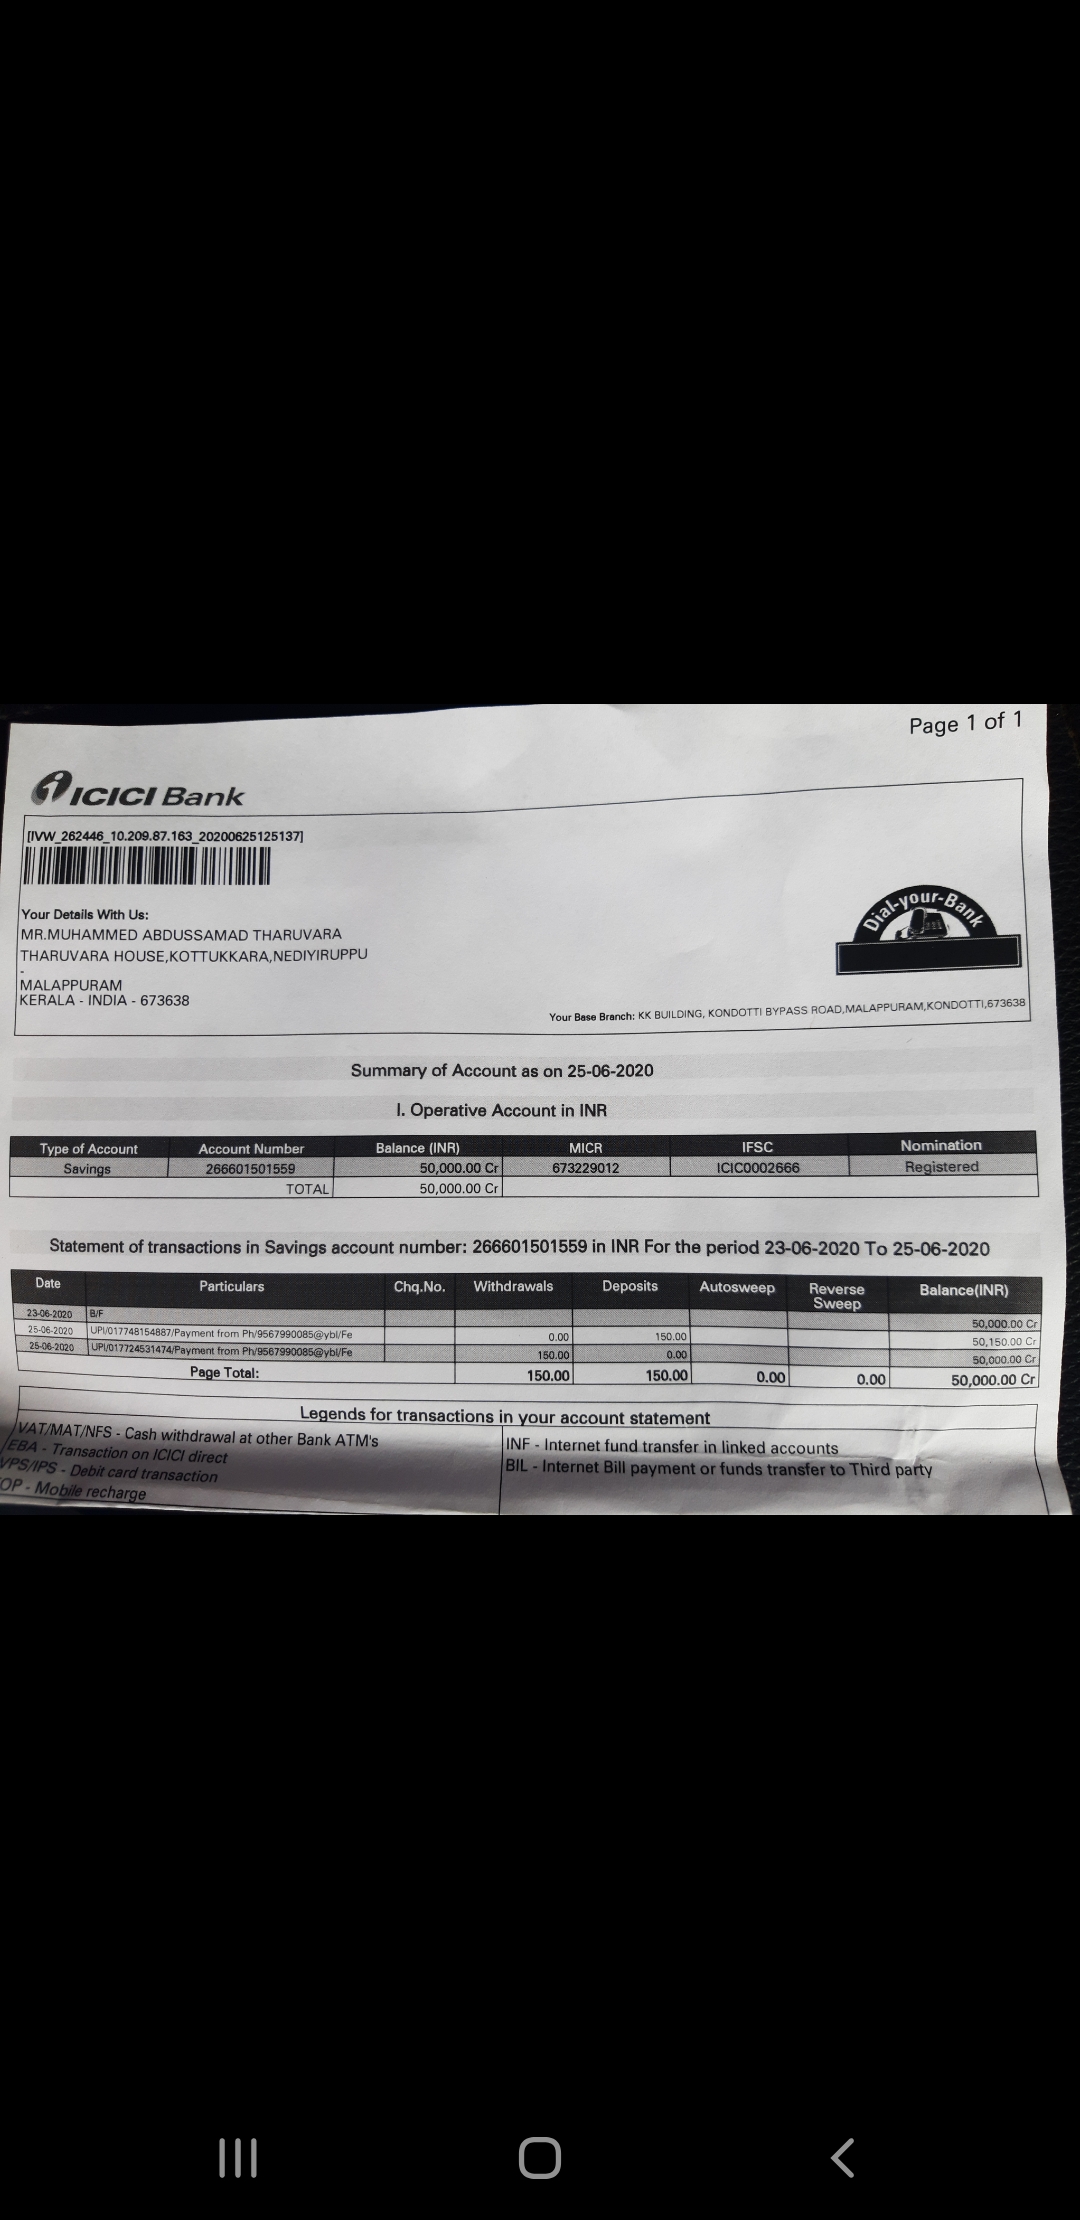 Page 1 of 1
ICICI Bank
[IVW_262446_10.209.87.163_20200625125137]
Dial-your-Bank
Your Details With Us:
MR.MUHAMMED ABDUSSAMAD THARUVARA
THARUVARA HOUSE,KOTTUKKARA,NEDIYIRUPPU
-
MALAPPURAM
KERALA - INDIA - 673638
Your Base Branch: KK BUILDING, KONDOTTI BYPASS ROAD,MALAPPURAM,KONDOTTI,673638
Summary of Account as on 25-06-2020
I. Operative Account in INR
Type of Account Account Number Balance (INR) MICR IFSC Nomination
Savings 266601501559 50,000.00 Cr 673229012 ICIC0002666 Registered
TOTAL 50,000.00 Cr
Statement of transactions in Savings account number: 266601501559 in INR For the period 23-06-2020 To 25-06-2020
Date Particulars Chq.No. Withdrawals Deposits Autosweep Reverse Sweep Balance(INR)
23-06-2020 B/F 50,000.00 Cr
25-06-2020 UPI/017748154887/Payment from Ph/9567990085@ybl/Fe 0.00 150.00 50,150.00 Cr
25-06-2020 UPI/017724531474/Payment from Ph/9567990085@ybl/Fe 150.00 0.00 50,000.00 Cr
Page Total: 150.00 150.00 0.00 0.00 50,000.00 Cr
Legends for transactions in your account statement
VAT/MAT/NFS - Cash withdrawal at other Bank ATM's
EBA - Transaction on ICICI direct
VPS/IPS - Debit card transaction
OP - Mobile recharge
INF - Internet fund transfer in linked accounts
BIL - Internet Bill payment or funds transfer to Third party